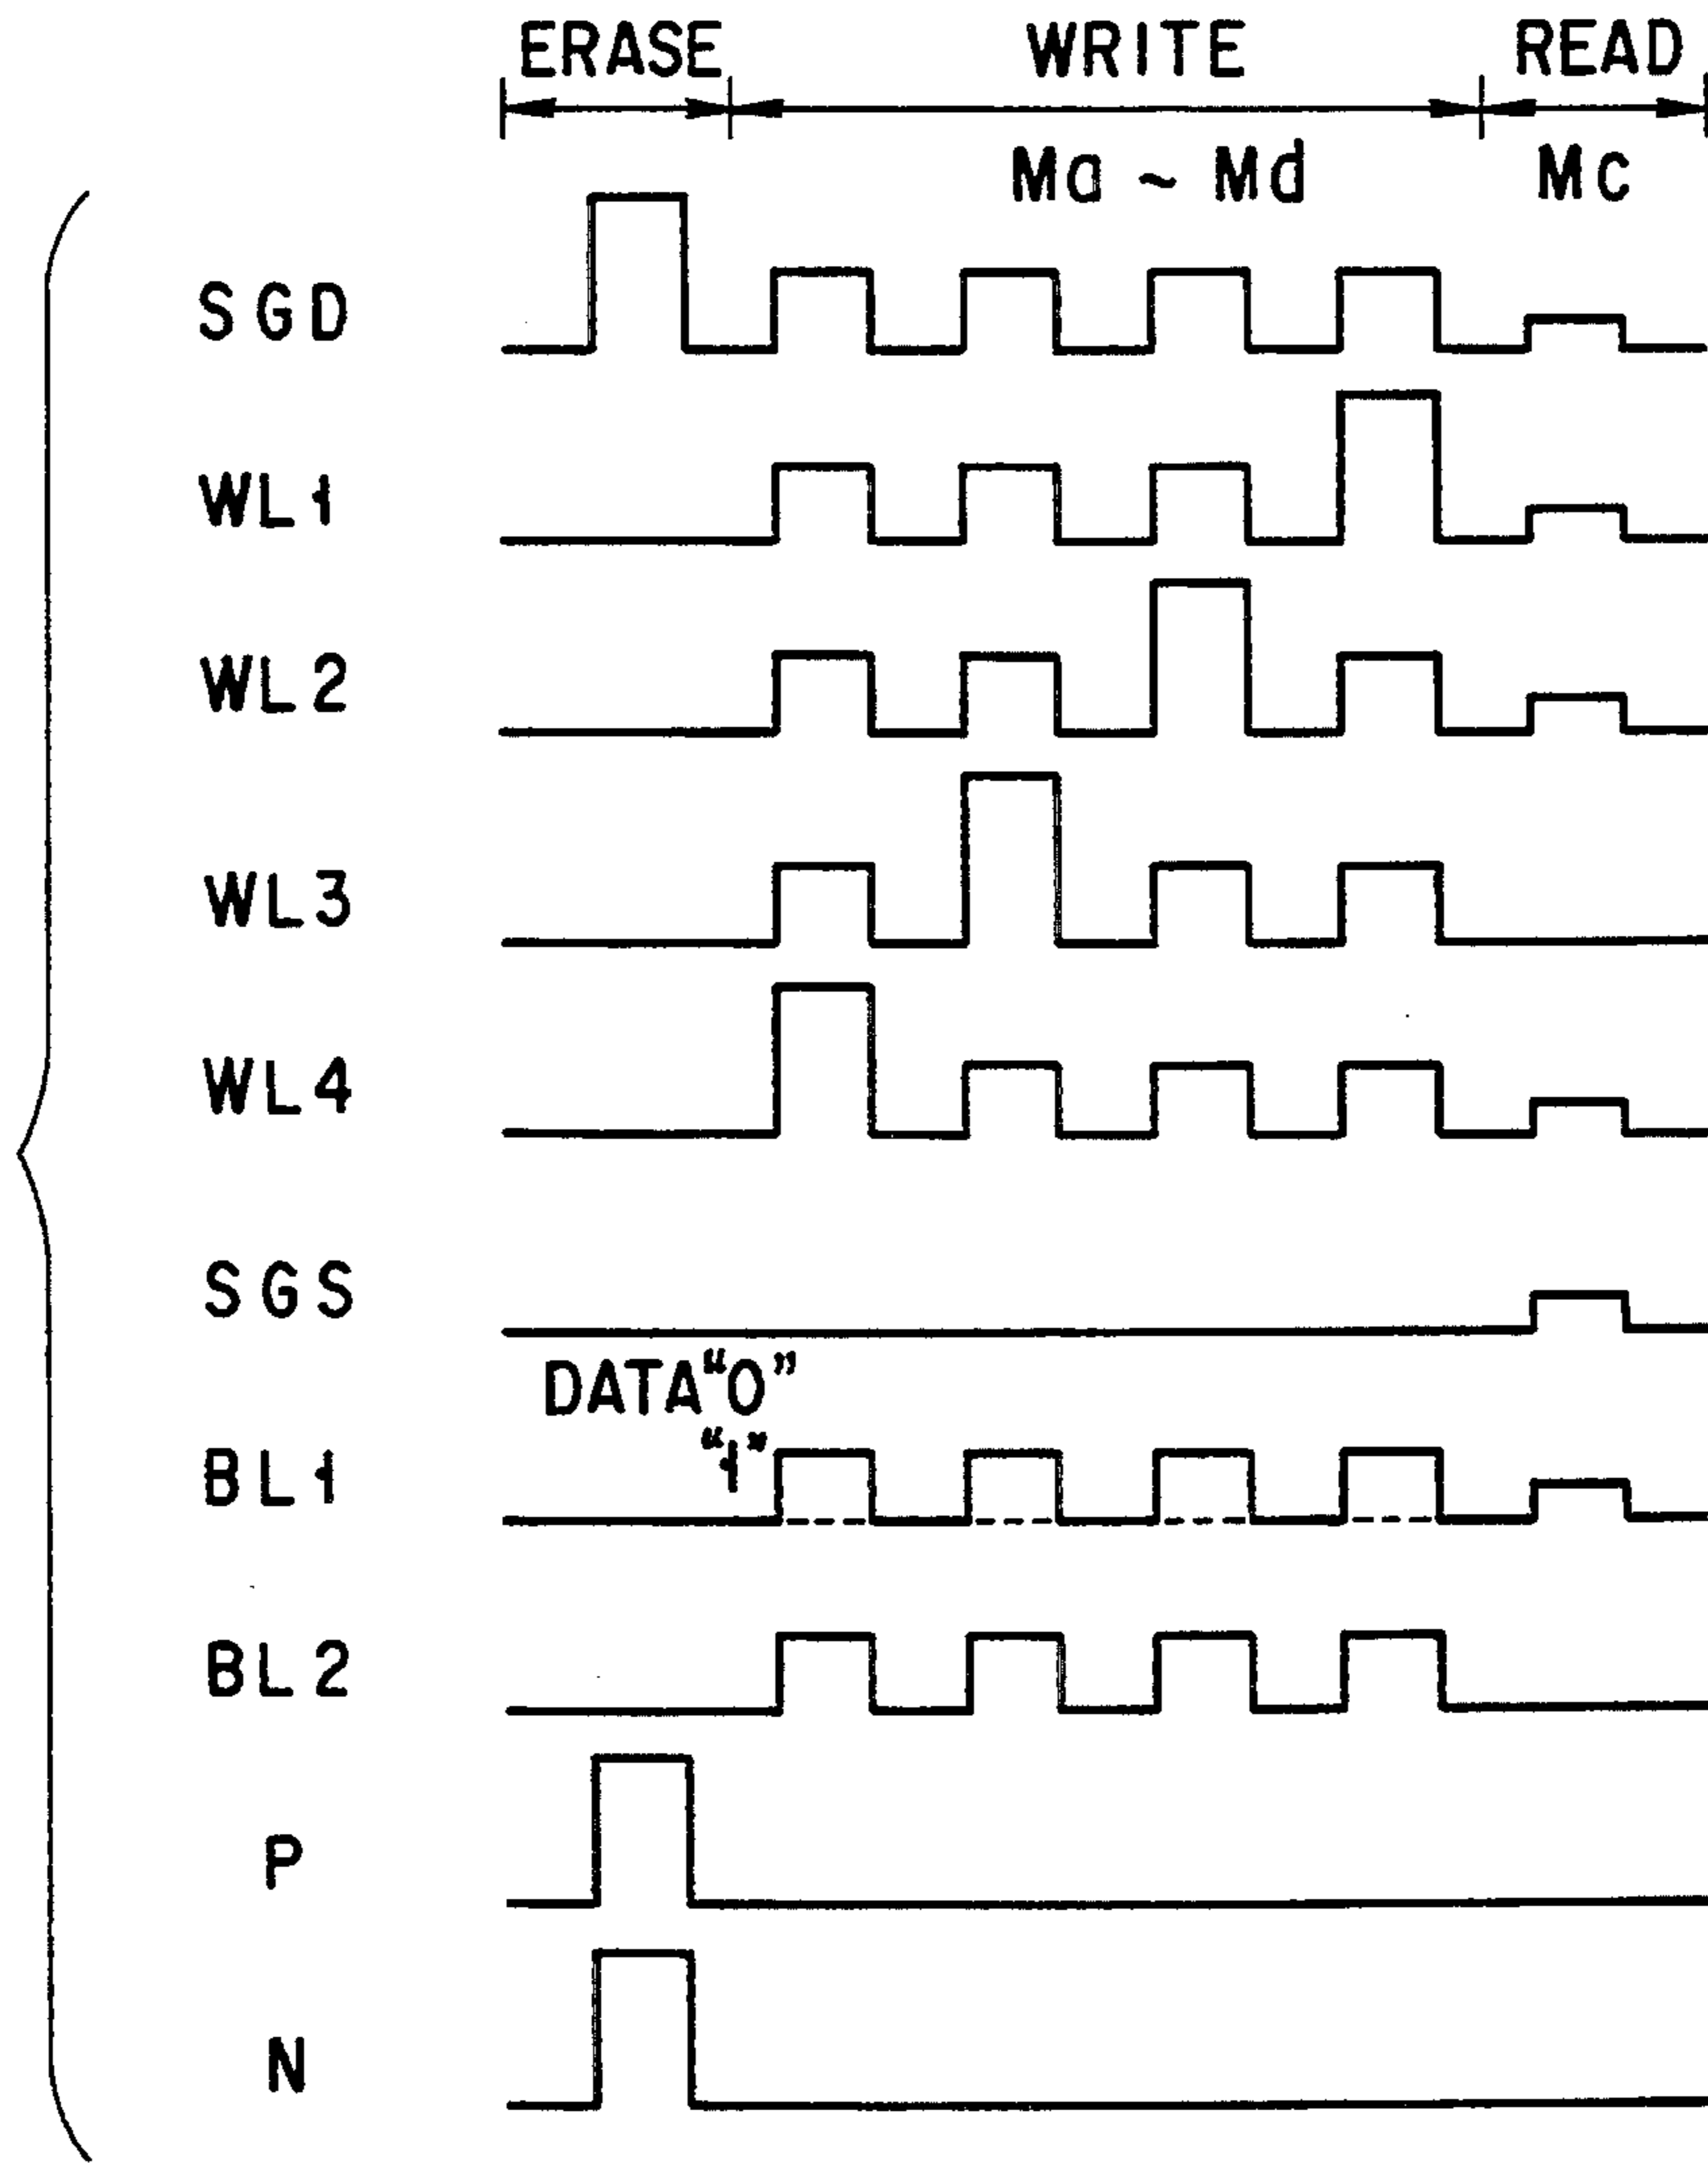 ERASE WRITE READ
Ma ~ Md Mc
SGD
WL1
WL2
WL3
WL4
SGS
DATA“0”
“1”
BL1
BL2
P
N